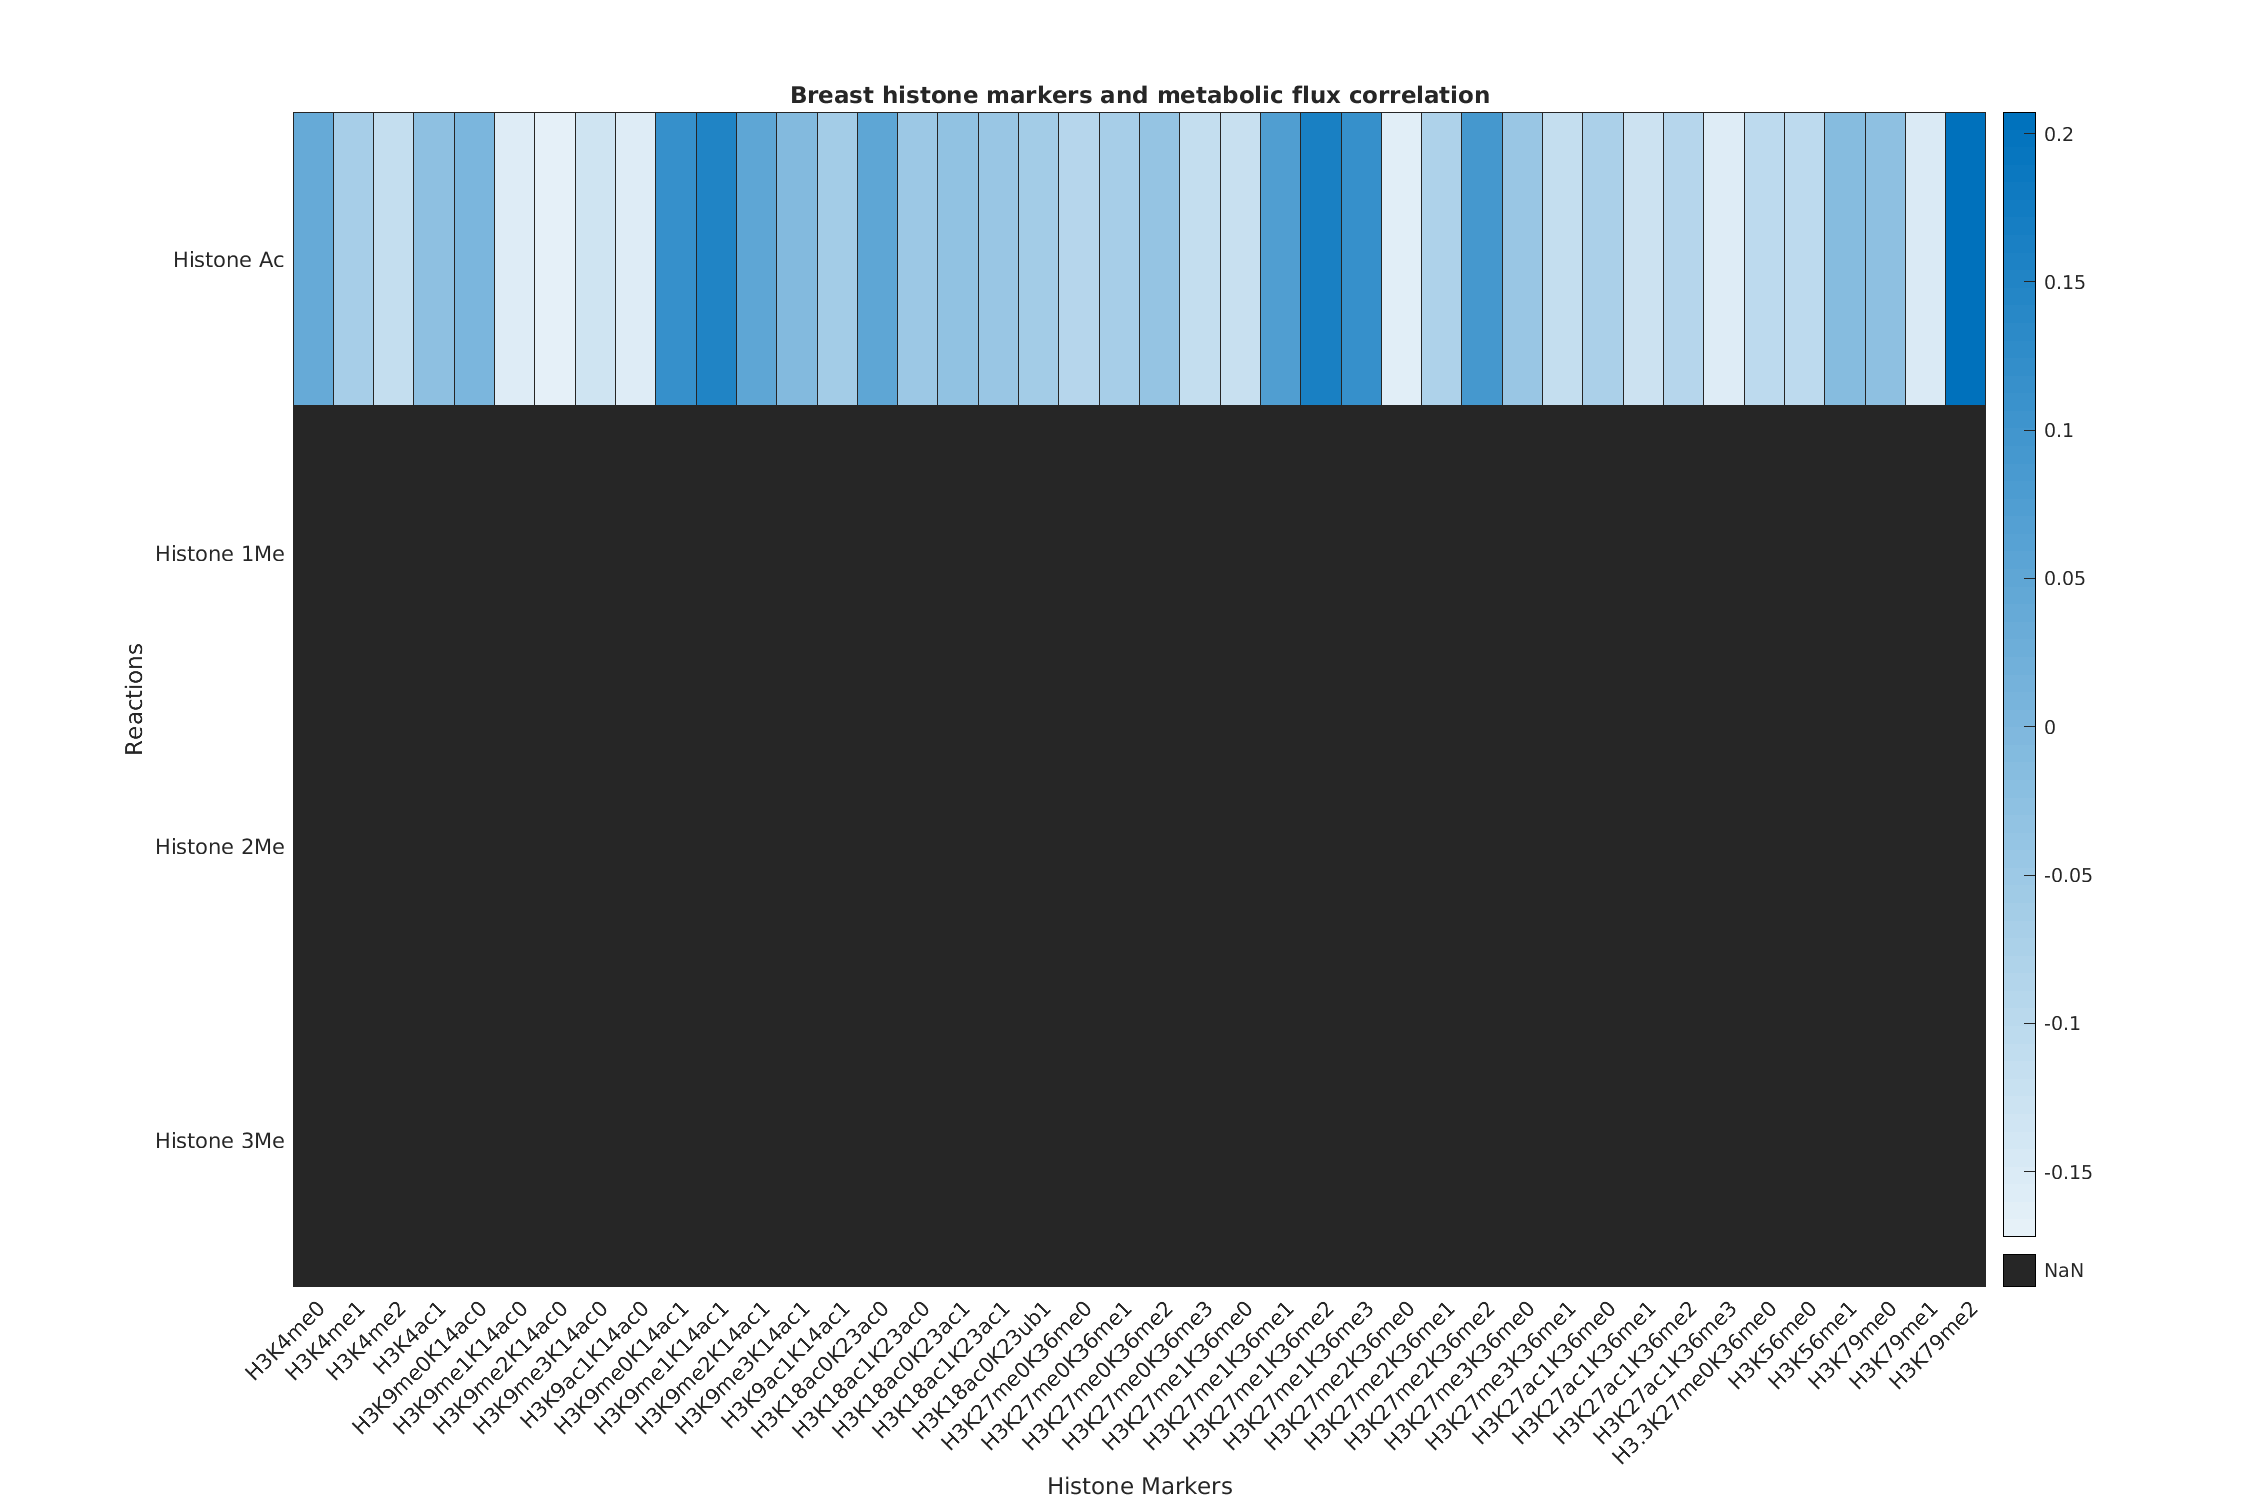 Breast histone markers and metabolic flux correlation
Reactions
Histone Ac
Histone 1Me
Histone 2Me
Histone 3Me
0.2
0.15
0.1
0.05
0
-0.05
-0.1
-0.15
NaN
H3K4me0
H3K4me1
H3K4me2
H3K4ac1
H3K9me0K14ac0
H3K9me1K14ac0
H3K9me2K14ac0
H3K9me3K14ac0
H3K9ac1K14ac0
H3K9me0K14ac1
H3K9me1K14ac1
H3K9me2K14ac1
H3K9me3K14ac1
H3K9ac1K14ac1
H3K18ac0K23ac0
H3K18ac1K23ac0
H3K18ac0K23ac1
H3K18ac1K23ac1
H3K18ac0K23ub1
H3K27me0K36me0
H3K27me0K36me1
H3K27me0K36me2
H3K27me0K36me3
H3K27me1K36me0
H3K27me1K36me1
H3K27me1K36me2
H3K27me1K36me3
H3K27me2K36me0
H3K27me2K36me1
H3K27me2K36me2
H3K27me3K36me0
H3K27me3K36me1
H3K27ac1K36me0
H3K27ac1K36me1
H3K27ac1K36me2
H3K27ac1K36me3
H3.3K27me0K36me0
H3K56me0
H3K56me1
H3K79me0
H3K79me1
H3K79me2
Histone Markers